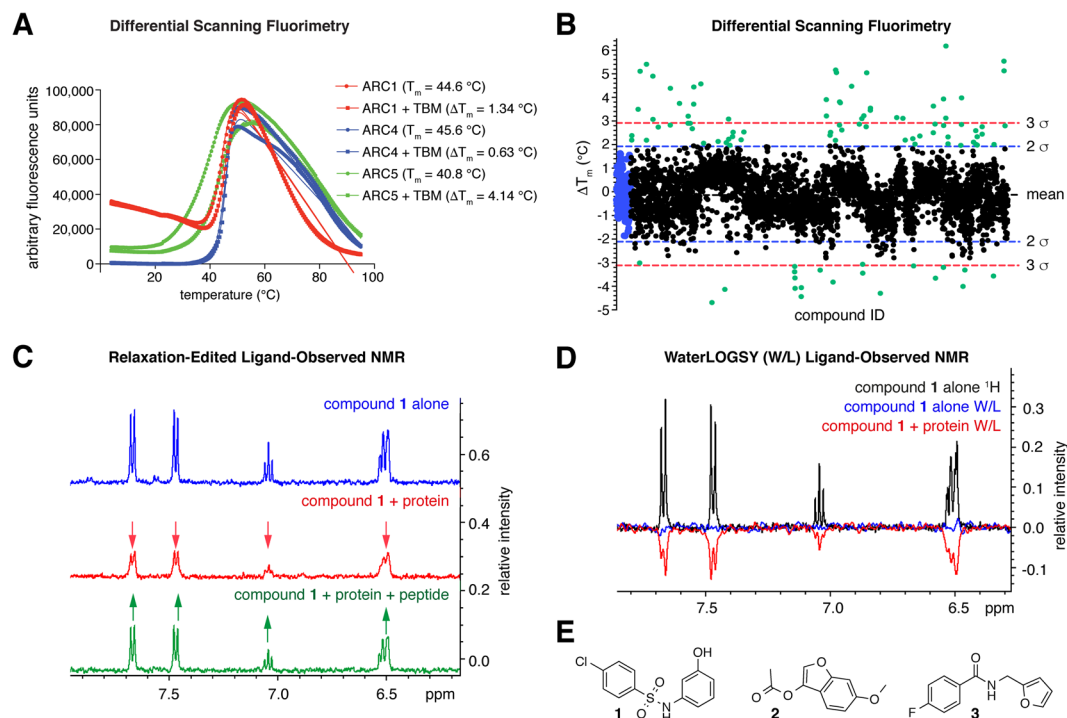 A
Differential Scanning Fluorimetry
arbitrary fluorescence units
100,000
80,000
60,000
40,000
20,000
0
0
20
40
60
80
100
temperature (°C)
ARC1 (Tm = 44.6 °C)
ARC1 + TBM (ΔTm = 1.34 °C)
ARC4 (Tm = 45.6 °C)
ARC4 + TBM (ΔTm = 0.63 °C)
ARC5 (Tm = 40.8 °C)
ARC5 + TBM (ΔTm = 4.14 °C)
B
Differential Scanning Fluorimetry
ΔTm (°C)
6
5
4
3
2
1
0
-1
-2
-3
-4
-5
3 σ
2 σ
mean
2 σ
3 σ
compound ID
C
Relaxation-Edited Ligand-Observed NMR
compound 1 alone
compound 1 + protein
compound 1 + protein + peptide
0.6
0.4
0.2
0.0
relative intensity
7.5
7.0
6.5
ppm
D
WaterLOGSY (W/L) Ligand-Observed NMR
compound 1 alone ¹H
compound 1 alone W/L
compound 1 + protein W/L
0.3
0.2
0.1
0.0
-0.1
relative intensity
7.5
7.0
6.5
ppm
E
Cl
O
S
O
N
H
OH
1
O
O
O
O
2
F
O
N
H
O
3